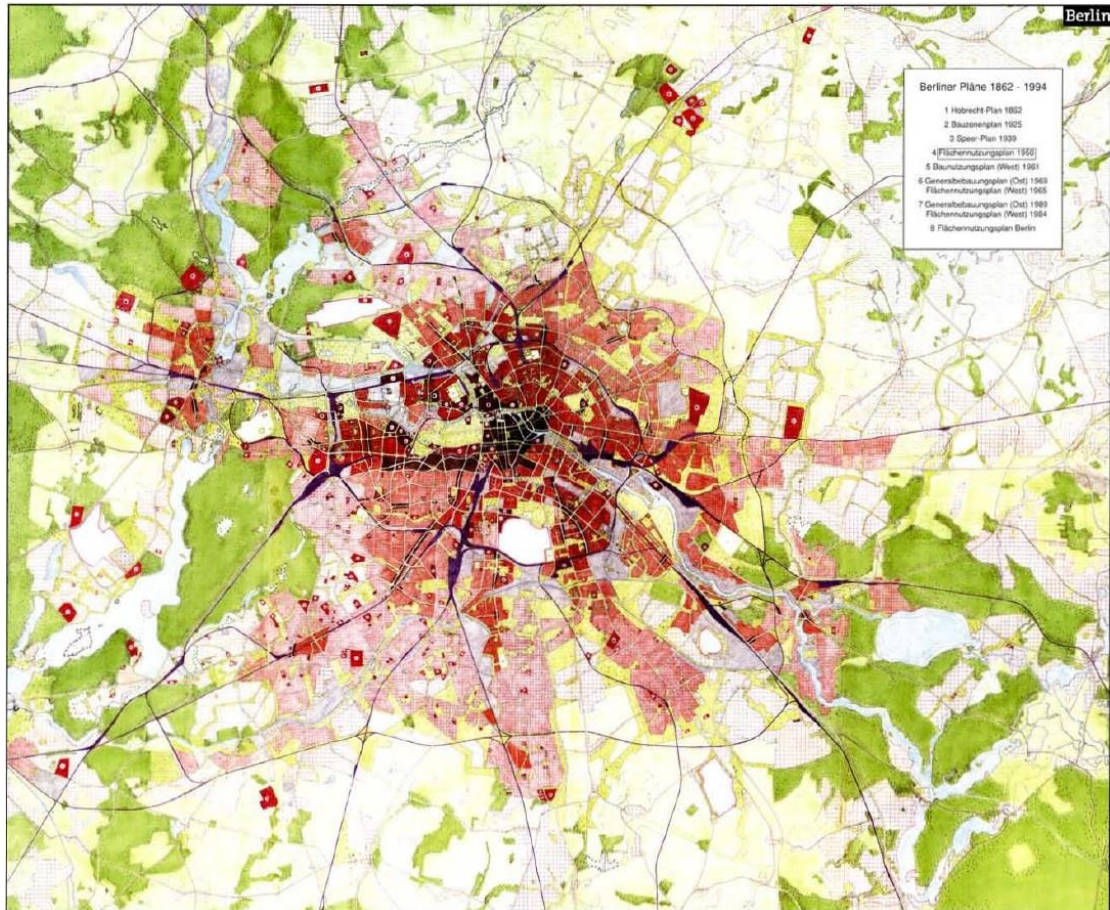 Berlin
Berliner Pläne 1862 - 1994
1 Hobrecht-Plan 1862
2 Bauzonenplan 1925
3 Speer-Plan 1939
4 Flächennutzungsplan 1950
5 Baunutzungsplan (West) 1961
6 Generalbebauungsplan (Ost) 1969
Flächennutzungsplan (West) 1965
7 Generalbebauungsplan (Ost) 1989
Flächennutzungsplan (West) 1984
8 Flächennutzungsplan Berlin